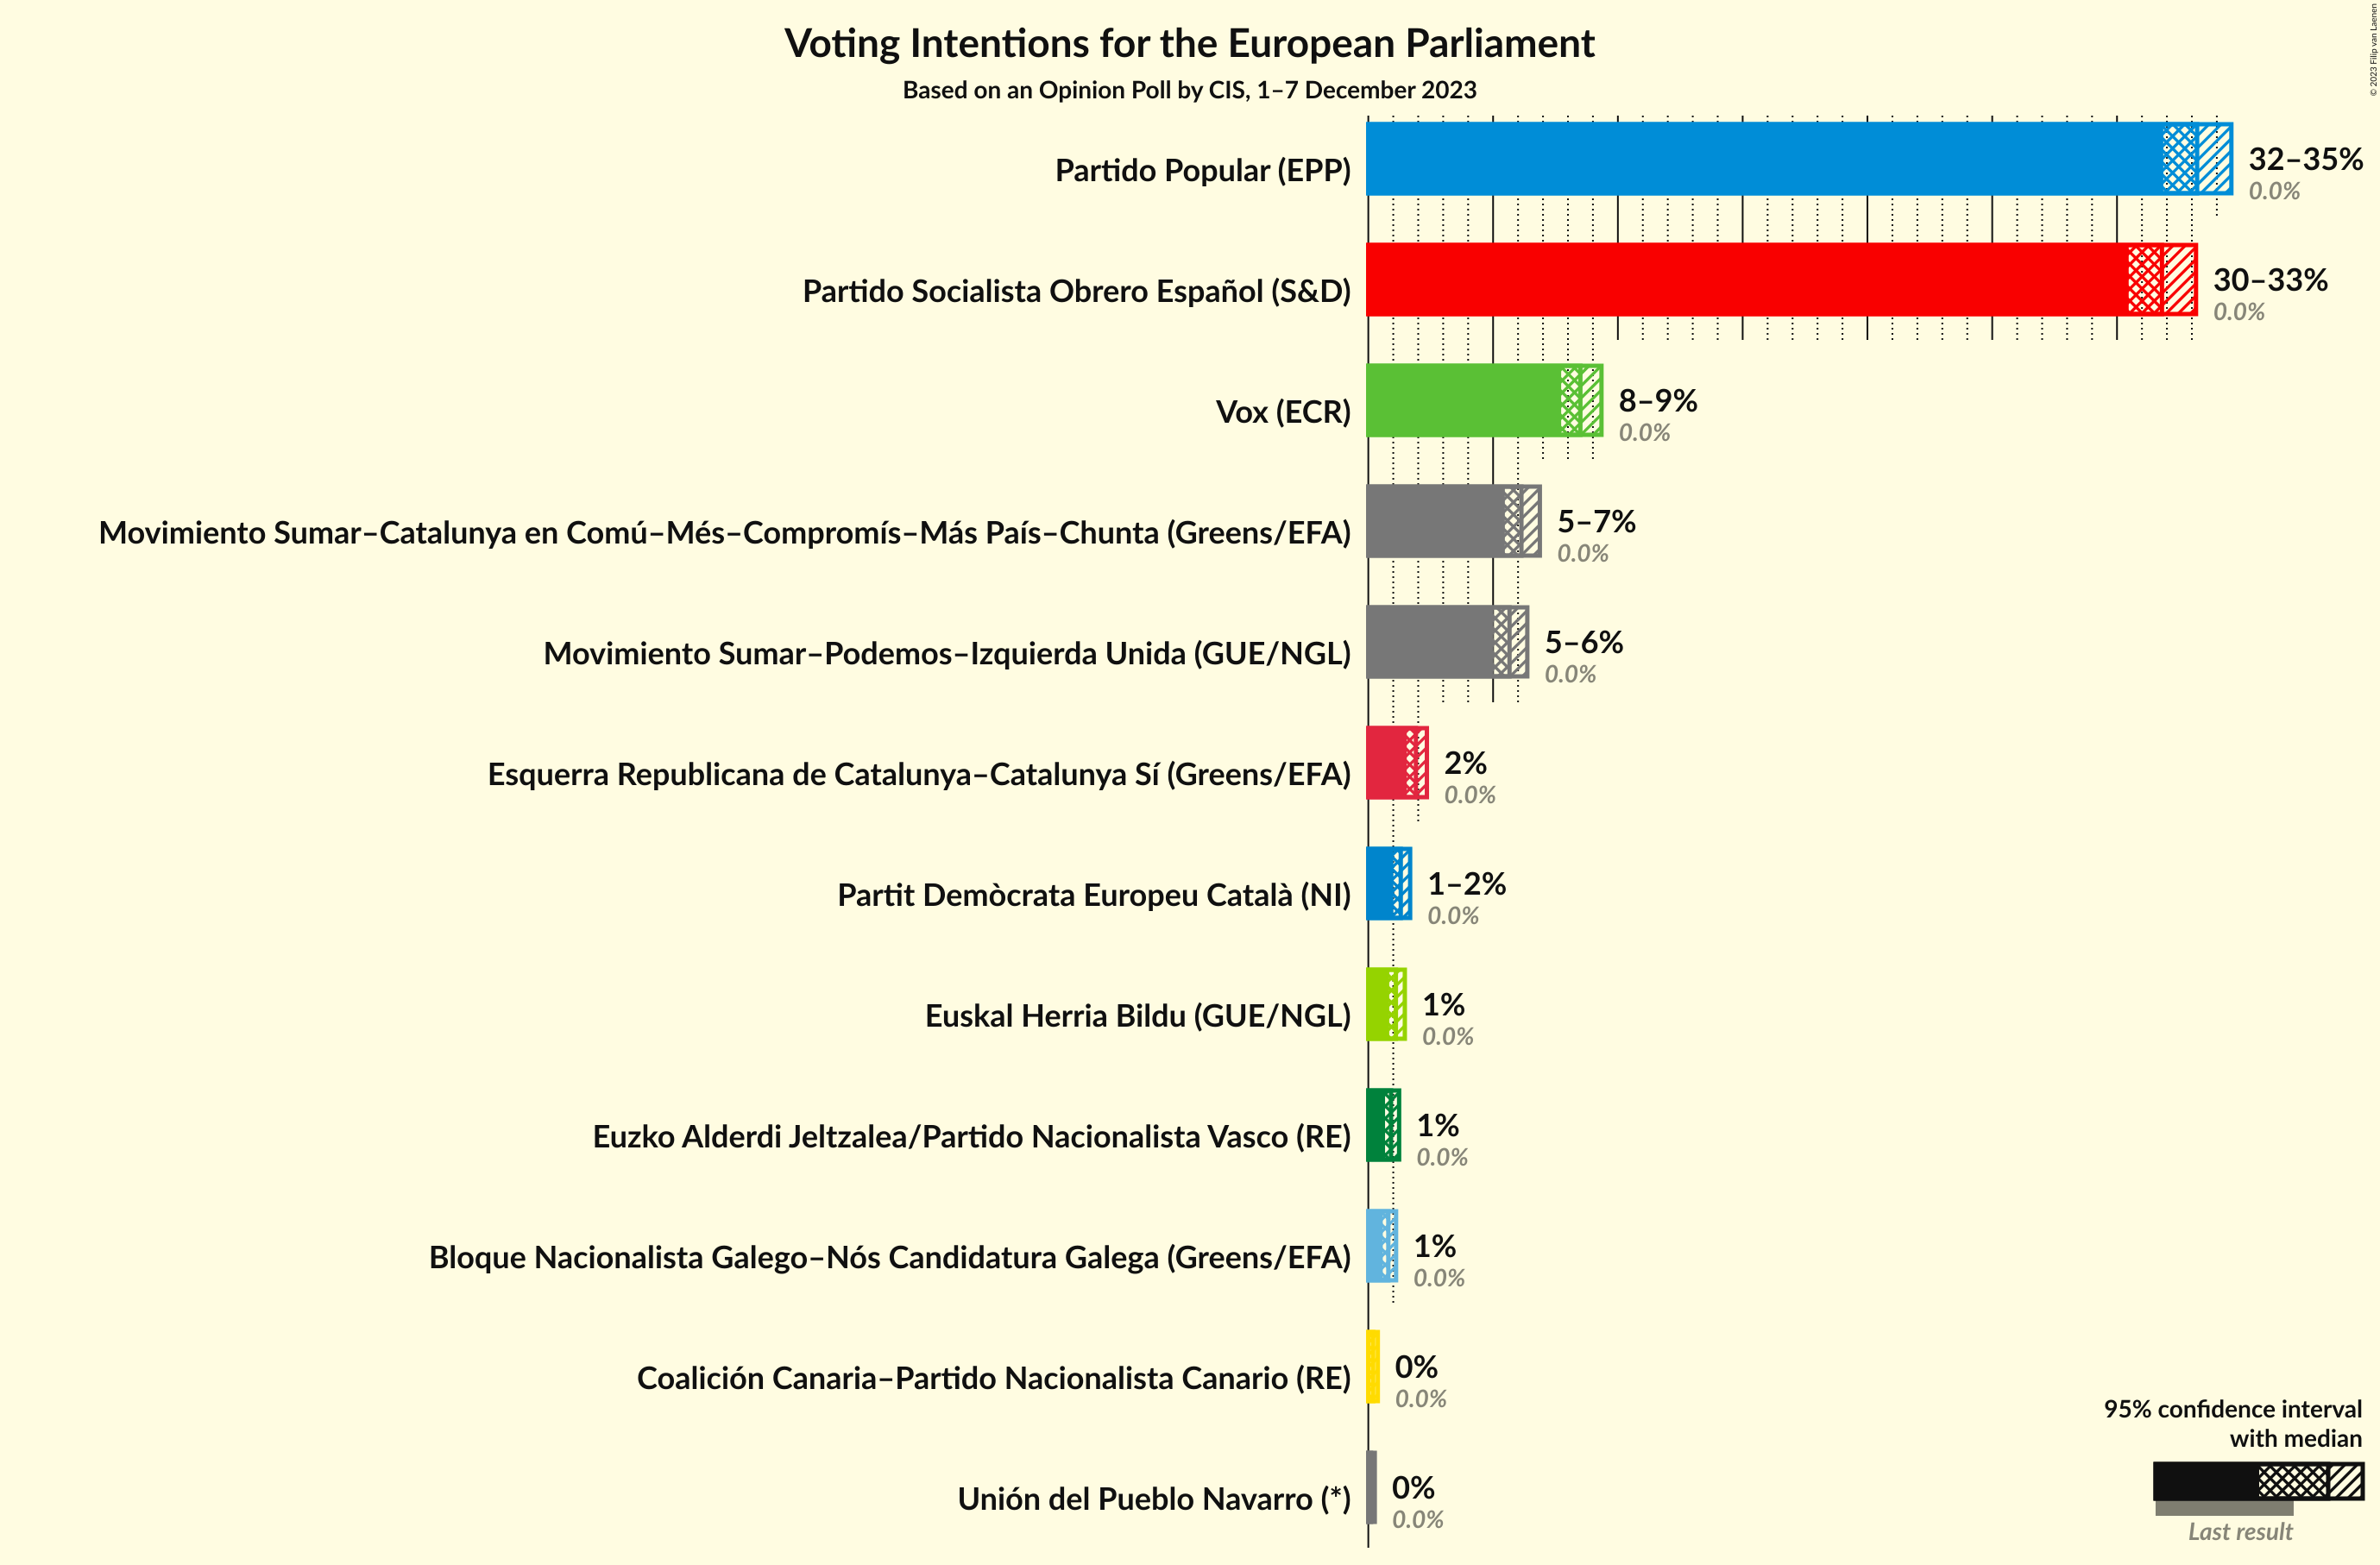 Voting Intentions for the European Parliament
Based on an Opinion Poll by CIS, 1–7 December 2023
© 2023 Filip van Laenen
Partido Popular (EPP)
32–35%
0.0%
Partido Socialista Obrero Español (S&D)
30–33%
0.0%
Vox (ECR)
8–9%
0.0%
Movimiento Sumar–Catalunya en Comú–Més–Compromís–Más País–Chunta (Greens/EFA)
5–7%
0.0%
Movimiento Sumar–Podemos–Izquierda Unida (GUE/NGL)
5–6%
0.0%
Esquerra Republicana de Catalunya–Catalunya Sí (Greens/EFA)
2%
0.0%
Partit Demòcrata Europeu Català (NI)
1–2%
0.0%
Euskal Herria Bildu (GUE/NGL)
1%
0.0%
Euzko Alderdi Jeltzalea/Partido Nacionalista Vasco (RE)
1%
0.0%
Bloque Nacionalista Galego–Nós Candidatura Galega (Greens/EFA)
1%
0.0%
Coalición Canaria–Partido Nacionalista Canario (RE)
0%
0.0%
Unión del Pueblo Navarro (*)
0%
0.0%
95% confidence interval
with median
Last result